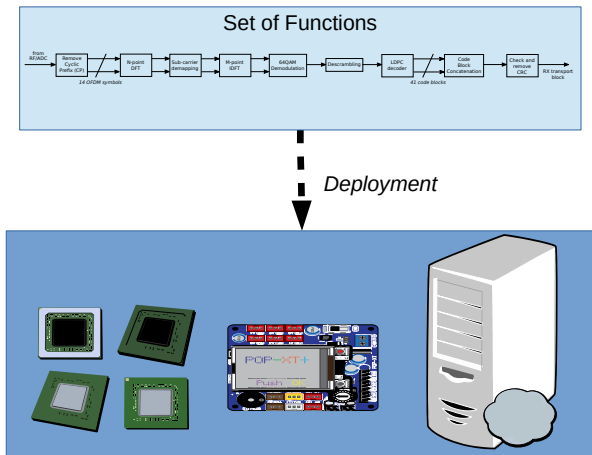 Set of Functions
from
RF/ADC
Remove
Cyclic
Prefix (CP)
14 OFDM symbols
N-point
DFT
Sub-carrier
demapping
M-point
IDFT
64QAM
Demodulation
Descrambling
LDPC
decoder
41 code blocks
Code
Block
Concatenation
Check and
remove
CRC
RX transport
block
Deployment
POP-XT+
Push